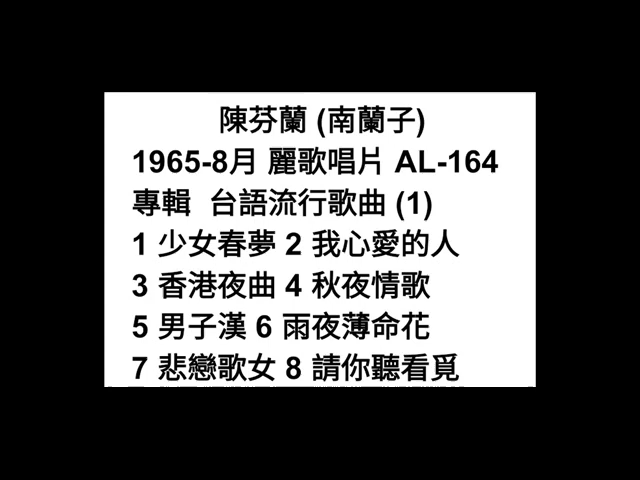 陳芬蘭 (南蘭子)
1965-8月 麗歌唱片 AL-164
專輯 台語流行歌曲 (1)
1 少女春夢 2 我心愛的人
3 香港夜曲 4 秋夜情歌
5 男子漢 6 雨夜薄命花
7 悲戀歌女 8 請你聽看覓